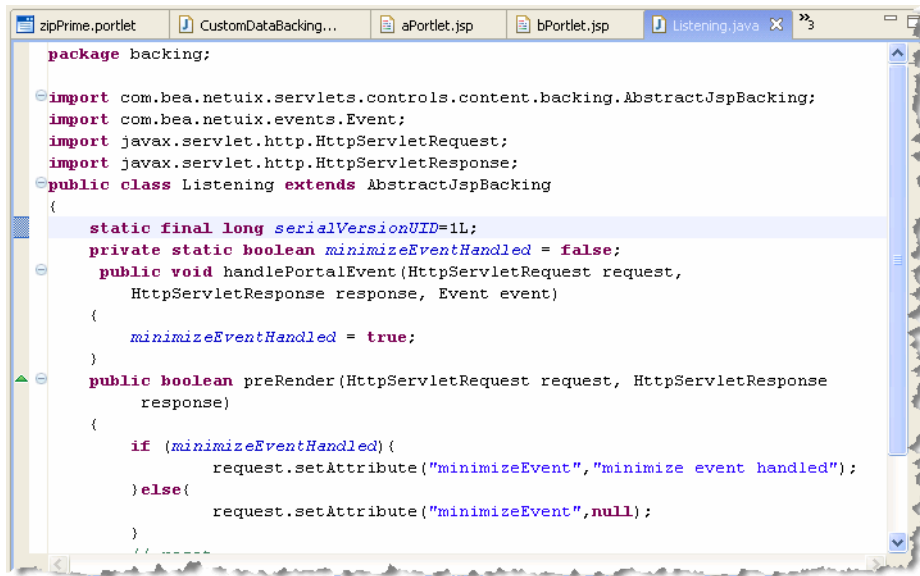 zipPrime.portlet
CustomDataBacking...
aPortlet.jsp
bPortlet.jsp
Listening.java
»3
package backing;
import com.bea.netuix.servlets.controls.content.backing.AbstractJspBacking;
import com.bea.netuix.events.Event;
import javax.servlet.http.HttpServletRequest;
import javax.servlet.http.HttpServletResponse;
public class Listening extends AbstractJspBacking
{
static final long serialVersionUID=1L;
private static boolean minimizeEventHandled = false;
public void handlePortalEvent(HttpServletRequest request,
HttpServletResponse response, Event event)
{
minimizeEventHandled = true;
}
public boolean preRender(HttpServletRequest request, HttpServletResponse
response)
{
if (minimizeEventHandled){
request.setAttribute("minimizeEvent","minimize event handled");
}else{
request.setAttribute("minimizeEvent",null);
}